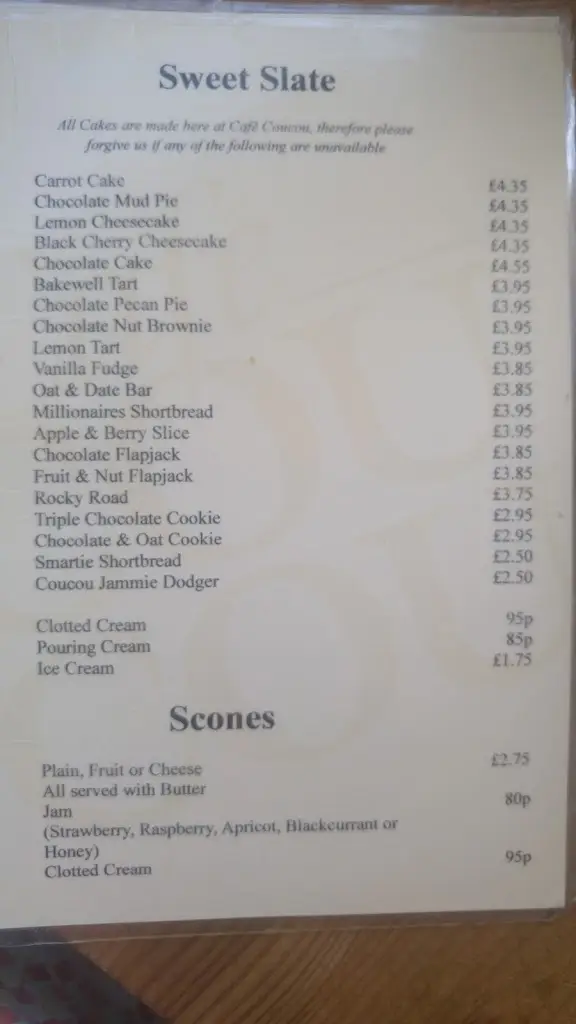 Sweet Slate
All Cakes are made here at Café Coucou, therefore please
forgive us if any of the following are unavailable
Carrot Cake £4.35
Chocolate Mud Pie £4.35
Lemon Cheesecake £4.35
Black Cherry Cheesecake £4.35
Chocolate Cake £4.55
Bakewell Tart £3.95
Chocolate Pecan Pie £3.95
Chocolate Nut Brownie £3.95
Lemon Tart £3.95
Vanilla Fudge £3.85
Oat & Date Bar £3.85
Millionaires Shortbread £3.95
Apple & Berry Slice £3.95
Chocolate Flapjack £3.85
Fruit & Nut Flapjack £3.85
Rocky Road £3.75
Triple Chocolate Cookie £2.95
Chocolate & Oat Cookie £2.95
Smartie Shortbread £2.50
Coucou Jammie Dodger £2.50
Clotted Cream 95p
Pouring Cream 85p
Ice Cream £1.75
Scones
Plain, Fruit or Cheese £2.75
All served with Butter
Jam 80p
(Strawberry, Raspberry, Apricot, Blackcurrant or
Honey)
Clotted Cream 95p